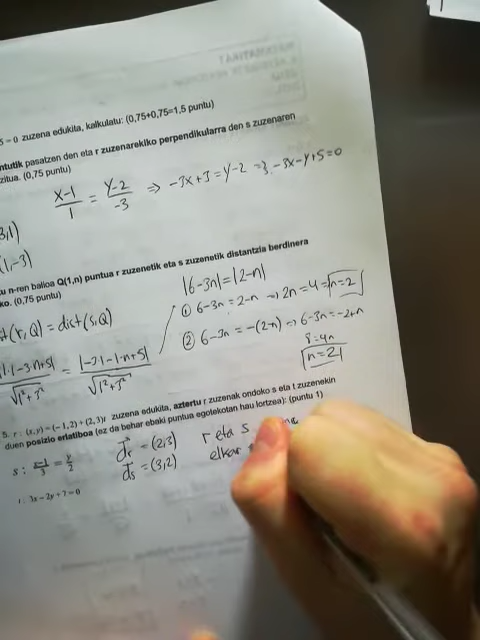 5=0 zuzena edukita, kalkulatu: (0,75+0,75=1,5 puntu)
ntutik pasatzen den eta r zuzenarekiko perpendikularra den s zuzenaren
zitua. (0,75 puntu)
x-1/1 = y-2/-3 ⇒ -3x+3=y-2 ⇒ -3x-y+5=0
3,1)
(1,-3)
u n-ren balioa Q(1,n) puntua r zuzenetik eta s zuzenetik distantzia berdinera
ko. (0,75 puntu)
|6-3n|=|2-n|
st(r,Q)=dist(s,Q)
① 6-3n=2-n → 2n=4 ⇒ n=2
|1·1-3·n+5|/√1²+3² = |-3·1-1·n+5|/√1²+3²
② 6-3n=-(2-n) ⇒ 6-3n=-2+n
8=4n
n=2
5. r: (x,y)=(-1,2)+(2,3)t zuzena edukita, aztertu r zuzenak ondoko s eta t zuzenekin
duen posizio erlatiboa (ez da behar ebaki puntua egolekotan hau lortzea): (puntu 1)
s: x-1/3 = y/2
dr=(2,3)
r eta s
ds=(3,2)
elkar
t: 3x-2y+7=0